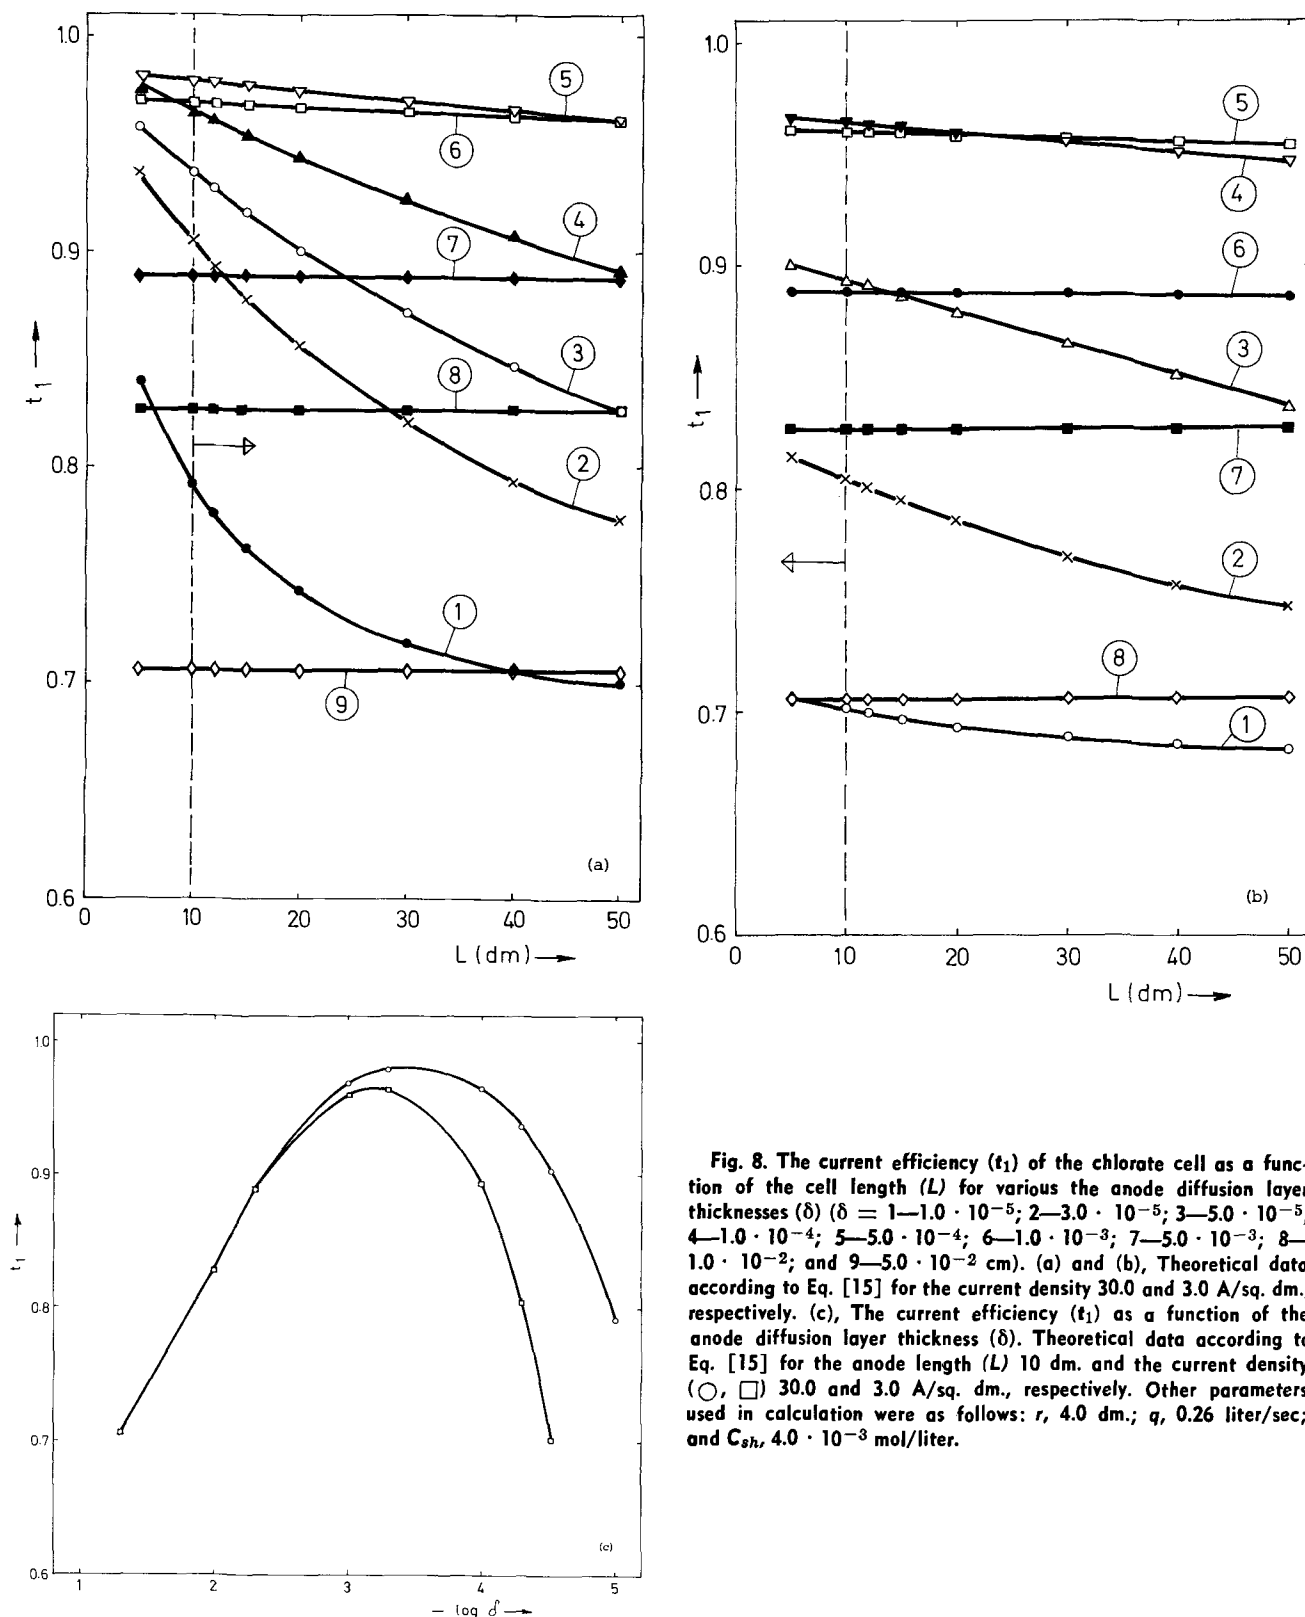 1.0
0.9
0.8
0.7
0.6
t₁
0 10 20 30 40 50
L (dm)
5
6
4
7
3
8
2
1
9
(a)
1.0
0.9
0.8
0.7
0.6
t₁
0 10 20 30 40 50
L (dm)
5
4
6
3
7
2
8
1
(b)
1.0
0.9
0.8
0.7
0.6
t₁
1 2 3 4 5
– log δ
(c)
Fig. 8. The current efficiency (t₁) of the chlorate cell as a func-
tion of the cell length (L) for various the anode diffusion layer
thicknesses (δ) (δ = 1—1.0 · 10⁻⁵; 2—3.0 · 10⁻⁵; 3—5.0 · 10⁻⁵;
4—1.0 · 10⁻⁴; 5—5.0 · 10⁻⁴; 6—1.0 · 10⁻³; 7—5.0 · 10⁻³; 8—
1.0 · 10⁻²; and 9—5.0 · 10⁻² cm). (a) and (b), Theoretical data
according to Eq. [15] for the current density 30.0 and 3.0 A/sq. dm.,
respectively. (c), The current efficiency (t₁) as a function of the
anode diffusion layer thickness (δ). Theoretical data according to
Eq. [15] for the anode length (L) 10 dm. and the current density
(○, □) 30.0 and 3.0 A/sq. dm., respectively. Other parameters
used in calculation were as follows: r, 4.0 dm.; q, 0.26 liter/sec;
and Cₛₕ, 4.0 · 10⁻³ mol/liter.